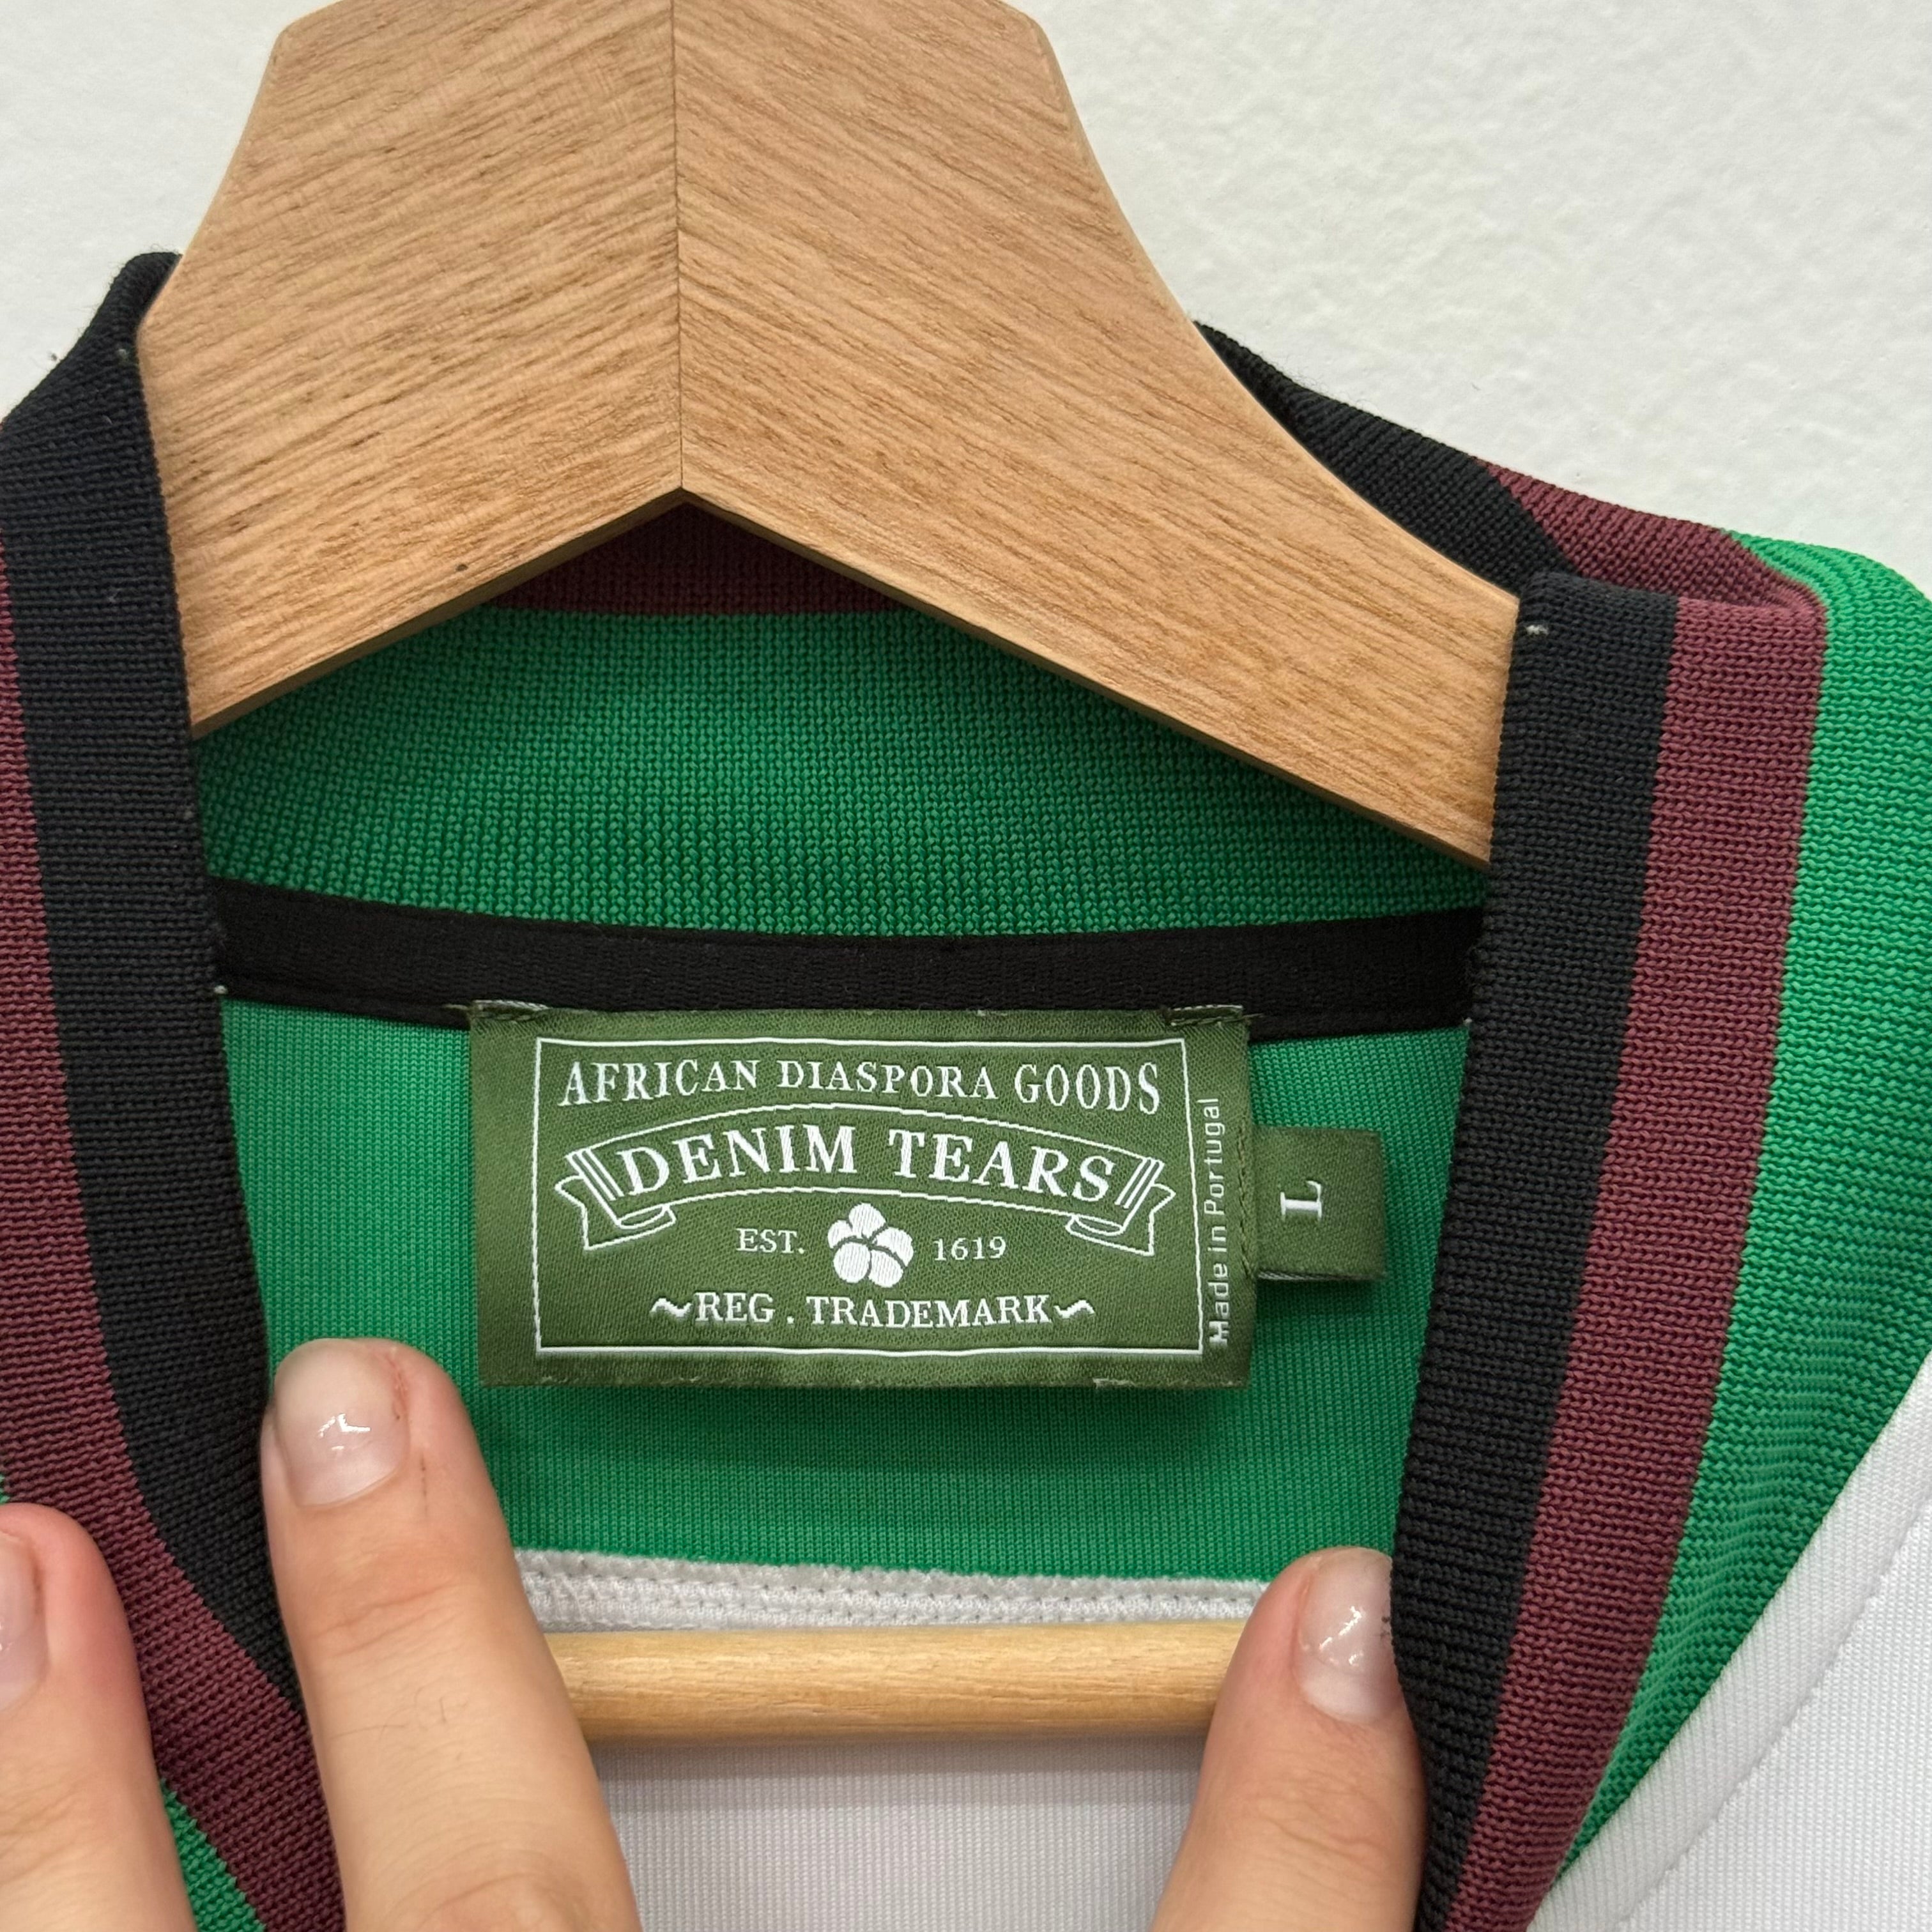 AFRICAN DIASPORA GOODS
DENIM TEARS
EST. 1619
~REG . TRADEMARK~
Made in Portugal
L